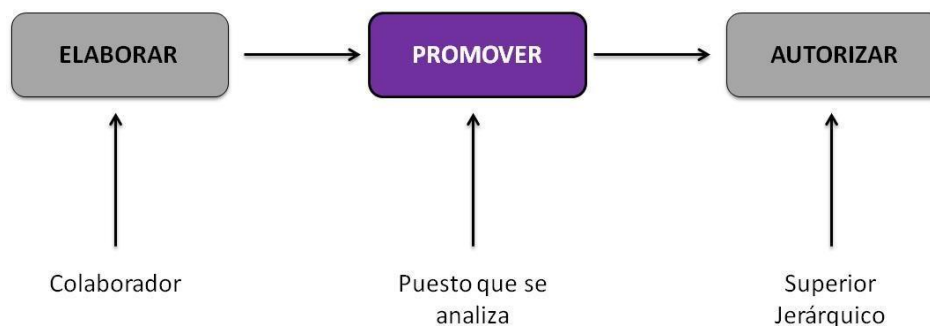 ELABORAR
PROMOVER
AUTORIZAR
Colaborador
Puesto que se
analiza
Superior
Jerárquico